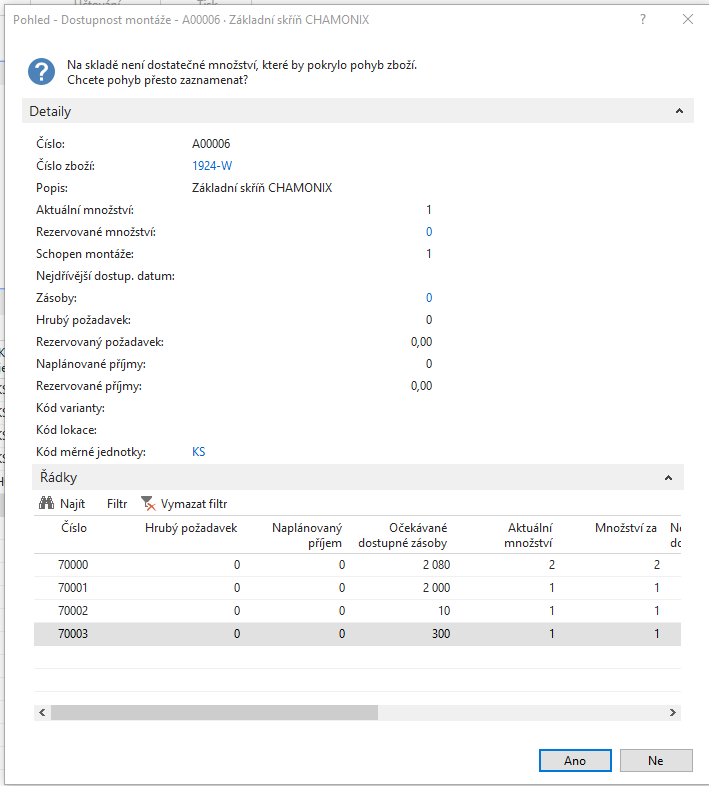 Pohled - Dostupnost montáže - A00006 · Základní skříň CHAMONIX
?
Na skladě není dostatečné množství, které by pokrylo pohyb zboží.
Chcete pohyb přesto zaznamenat?
Detaily
Číslo: A00006
Číslo zboží: 1924-W
Popis: Základní skříň CHAMONIX
Aktuální množství: 1
Rezervované množství: 0
Schopen montáže: 1
Nejdřívější dostup. datum:
Zásoby: 0
Hrubý požadavek: 0
Rezervovaný požadavek: 0,00
Naplánované příjmy: 0
Rezervované příjmy: 0,00
Kód varianty:
Kód lokace:
Kód měrné jednotky: KS
Řádky
Najít Filtr Vymazat filtr
Číslo Hrubý požadavek Naplánovaný příjem Očekávané dostupné zásoby Aktuální množství Množství za
70000 0 0 2 080 2 2
70001 0 0 2 000 1 1
70002 0 0 10 1 1
70003 0 0 300 1 1
Ano Ne